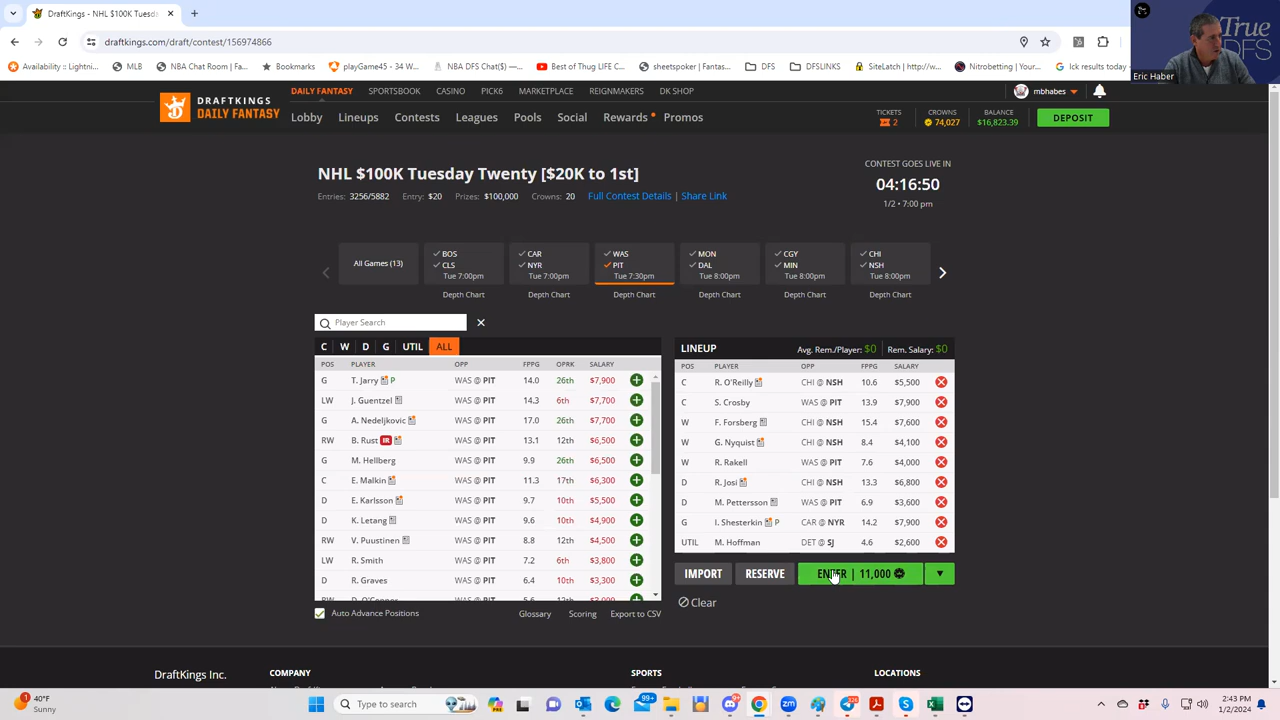 DraftKings - NHL $100K Tuesd
draftkings.com/draft/contest/156974866
True
DFS
Eric Haber
Availability :: Lightni...
MLB
NBA Chat Room / Fa...
Bookmarks
playGame45 - 34 W...
NBA DFS Chat($) —...
Best of Thug LIFE C...
sheetspoker
DFS
DFSLINKS
SiteLatch | http://w...
Nitrobetting | Your...
Ick results today
DAILY FANTASY
SPORTSBOOK
CASINO
PICK6
MARKETPLACE
REIGNMAKERS
DK SHOP
mbhabes
DRAFTKINGS
DAILY FANTASY
Lobby
Lineups
Contests
Leagues
Pools
Social
Rewards
Promos
TICKETS
2
CROWNS
74,027
BALANCE
$16,823.39
DEPOSIT
NHL $100K Tuesday Twenty [$20K to 1st]
Entries: 3256/5882 Entry: $20 Prizes: $100,000 Crowns: 20 Full Contest Details | Share Link
CONTEST GOES LIVE IN
04:16:50
1/2 • 7:00 pm
All Games (13)
BOS
CLS
Tue 7:00pm
Depth Chart
CAR
NYR
Tue 7:00pm
Depth Chart
WAS
PIT
Tue 7:30pm
Depth Chart
MON
DAL
Tue 8:00pm
Depth Chart
CGY
MIN
Tue 8:00pm
Depth Chart
CHI
NSH
Tue 8:00pm
Depth Chart
Player Search
C W D G UTIL ALL
POS PLAYER OPP FPPG OPRK SALARY
G T. Jarry P WAS @ PIT 14.0 26th $7,900
LW J. Guentzel WAS @ PIT 14.3 6th $7,700
G A. Nedeljkovic WAS @ PIT 17.0 26th $7,700
RW B. Rust IR WAS @ PIT 13.1 12th $6,500
G M. Hellberg WAS @ PIT 9.9 26th $6,500
C E. Malkin WAS @ PIT 11.3 17th $6,300
D E. Karlsson WAS @ PIT 9.7 10th $5,500
D K. Letang WAS @ PIT 9.6 10th $4,900
RW V. Puustinen WAS @ PIT 8.8 12th $4,500
LW R. Smith WAS @ PIT 7.2 6th $3,800
D R. Graves WAS @ PIT 6.4 10th $3,300
RW D. O'Connor WAS @ PIT 12th
Auto Advance Positions
Glossary
Scoring
Export to CSV
LINEUP Avg. Rem./Player: $0 Rem. Salary: $0
POS PLAYER OPP FPPG SALARY
C R. O'Reilly CHI @ NSH 10.6 $5,500
C S. Crosby WAS @ PIT 13.9 $7,900
W F. Forsberg CHI @ NSH 15.4 $7,600
W G. Nyquist CHI @ NSH 8.4 $4,100
W R. Rakell WAS @ PIT 7.6 $4,000
D R. Josi CHI @ NSH 13.3 $6,800
D M. Pettersson WAS @ PIT 6.9 $3,600
G I. Shesterkin P CAR @ NYR 14.2 $7,900
UTIL M. Hoffman DET @ SJ 4.6 $2,600
IMPORT
RESERVE
ENTER | 11,000
Clear
DraftKings Inc.
COMPANY
SPORTS
LOCATIONS
1
40°F
Sunny
Type here to search
99+
2:43 PM
1/2/2024